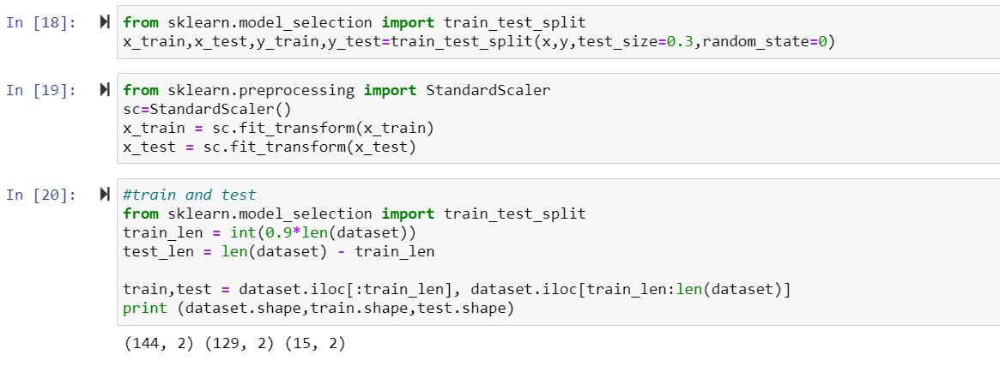 In [18]:
from sklearn.model_selection import train_test_split
x_train,x_test,y_train,y_test=train_test_split(x,y,test_size=0.3,random_state=0)
In [19]:
from sklearn.preprocessing import StandardScaler
sc=StandardScaler()
x_train = sc.fit_transform(x_train)
x_test = sc.fit_transform(x_test)
In [20]:
#train and test
from sklearn.model_selection import train_test_split
train_len = int(0.9*len(dataset))
test_len = len(dataset) - train_len
train,test = dataset.iloc[:train_len], dataset.iloc[train_len:len(dataset)]
print (dataset.shape,train.shape,test.shape)
(144, 2) (129, 2) (15, 2)